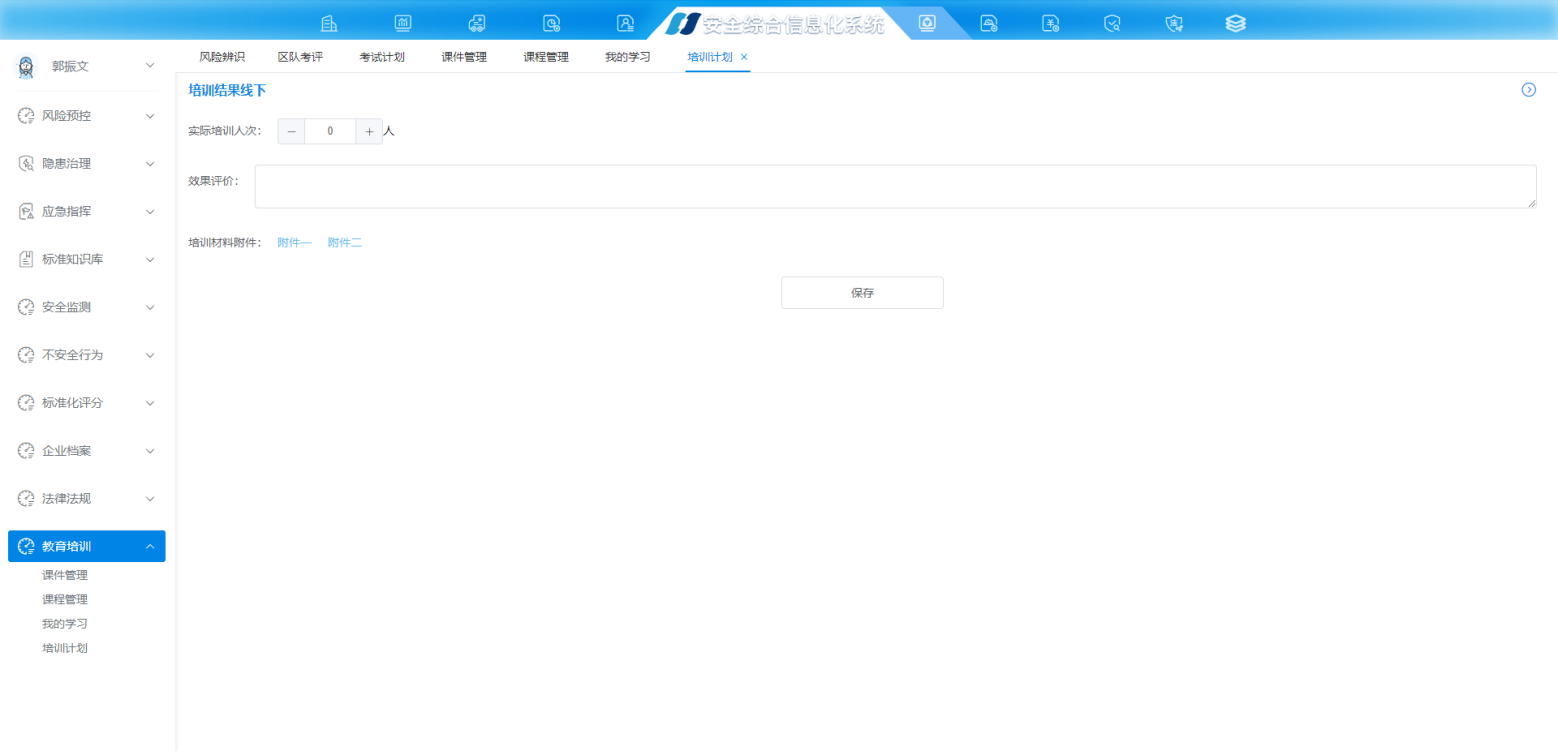 安全综合信息化系统
郭振文
风险预控
隐患治理
应急指挥
标准知识库
安全监测
不安全行为
标准化评分
企业档案
法律法规
教育培训
课件管理
课程管理
我的学习
培训计划
风险辨识 区队考评 考试计划 课件管理 课程管理 我的学习 培训计划 ×
培训结果线下
实际培训人次： － 0 ＋ 人
效果评价：
培训材料附件： 附件一 附件二
保存